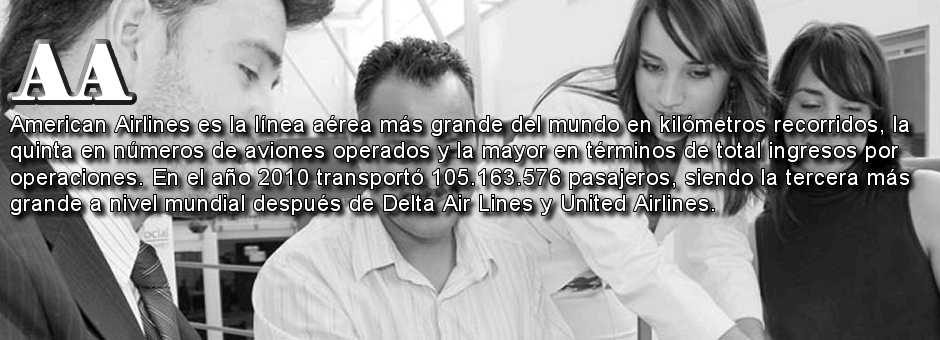 AA
American Airlines es la línea aérea más grande del mundo en kilómetros recorridos, la
quinta en números de aviones operados y la mayor en términos de total ingresos por
operaciones. En el año 2010 transportó 105.163.576 pasajeros, siendo la tercera más
grande a nivel mundial después de Delta Air Lines y United Airlines.
ocial